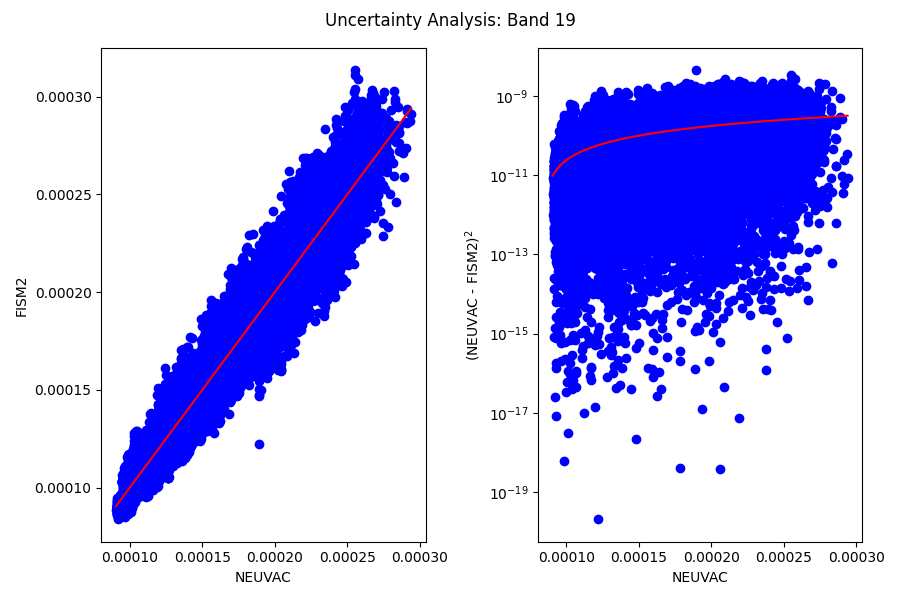 Uncertainty Analysis: Band 19
FISM2
0.00030
0.00025
0.00020
0.00015
0.00010
0.00010 0.00015 0.00020 0.00025 0.00030
NEUVAC
(NEUVAC - FISM2)²
10⁻⁹
10⁻¹¹
10⁻¹³
10⁻¹⁵
10⁻¹⁷
10⁻¹⁹
0.00010 0.00015 0.00020 0.00025 0.00030
NEUVAC